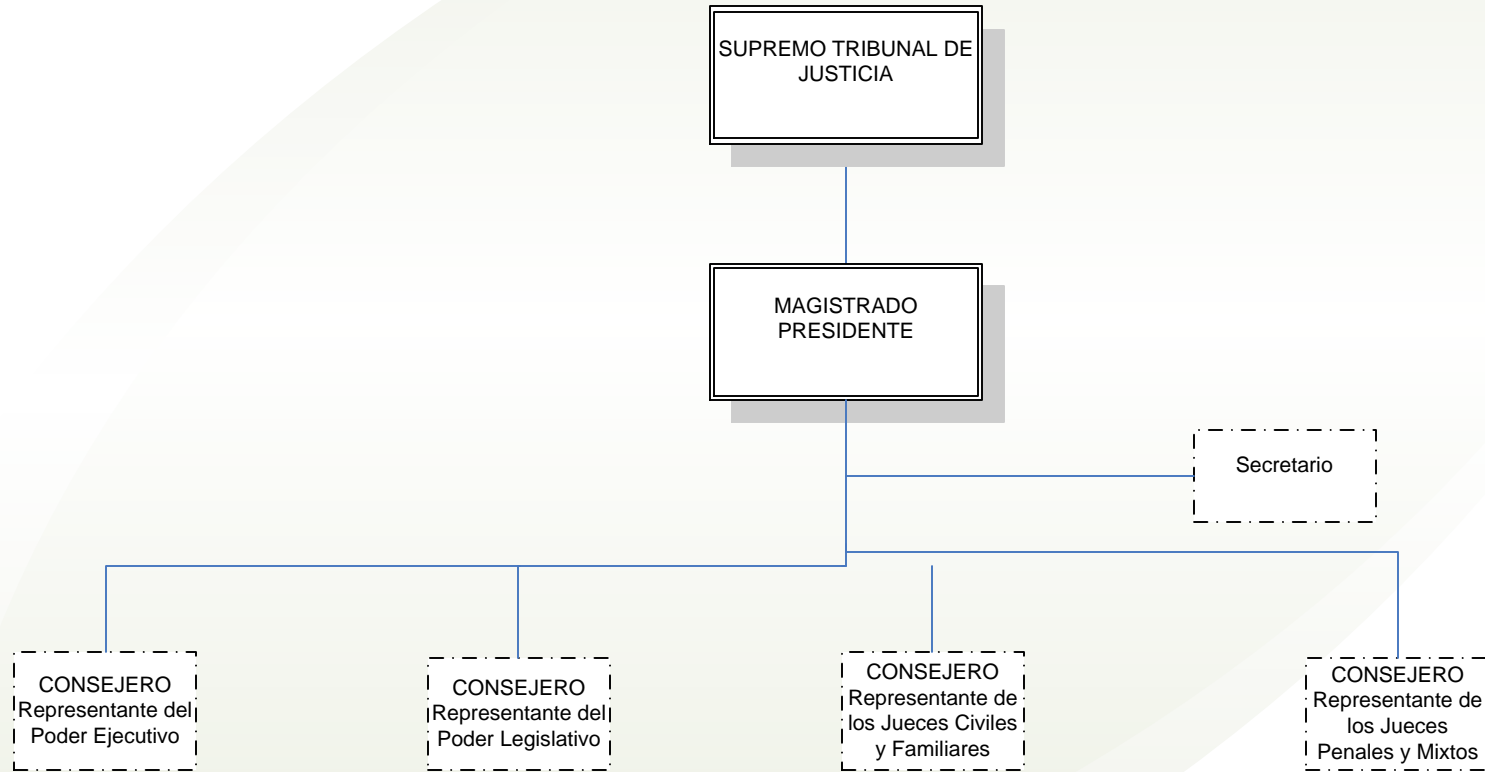 SUPREMO TRIBUNAL DE
JUSTICIA
MAGISTRADO
PRESIDENTE
Secretario
CONSEJERO
Representante del
Poder Ejecutivo
CONSEJERO
Representante del
Poder Legislativo
CONSEJERO
Representante de
los Jueces Civiles
y Familiares
CONSEJERO
Representante de
los Jueces
Penales y Mixtos